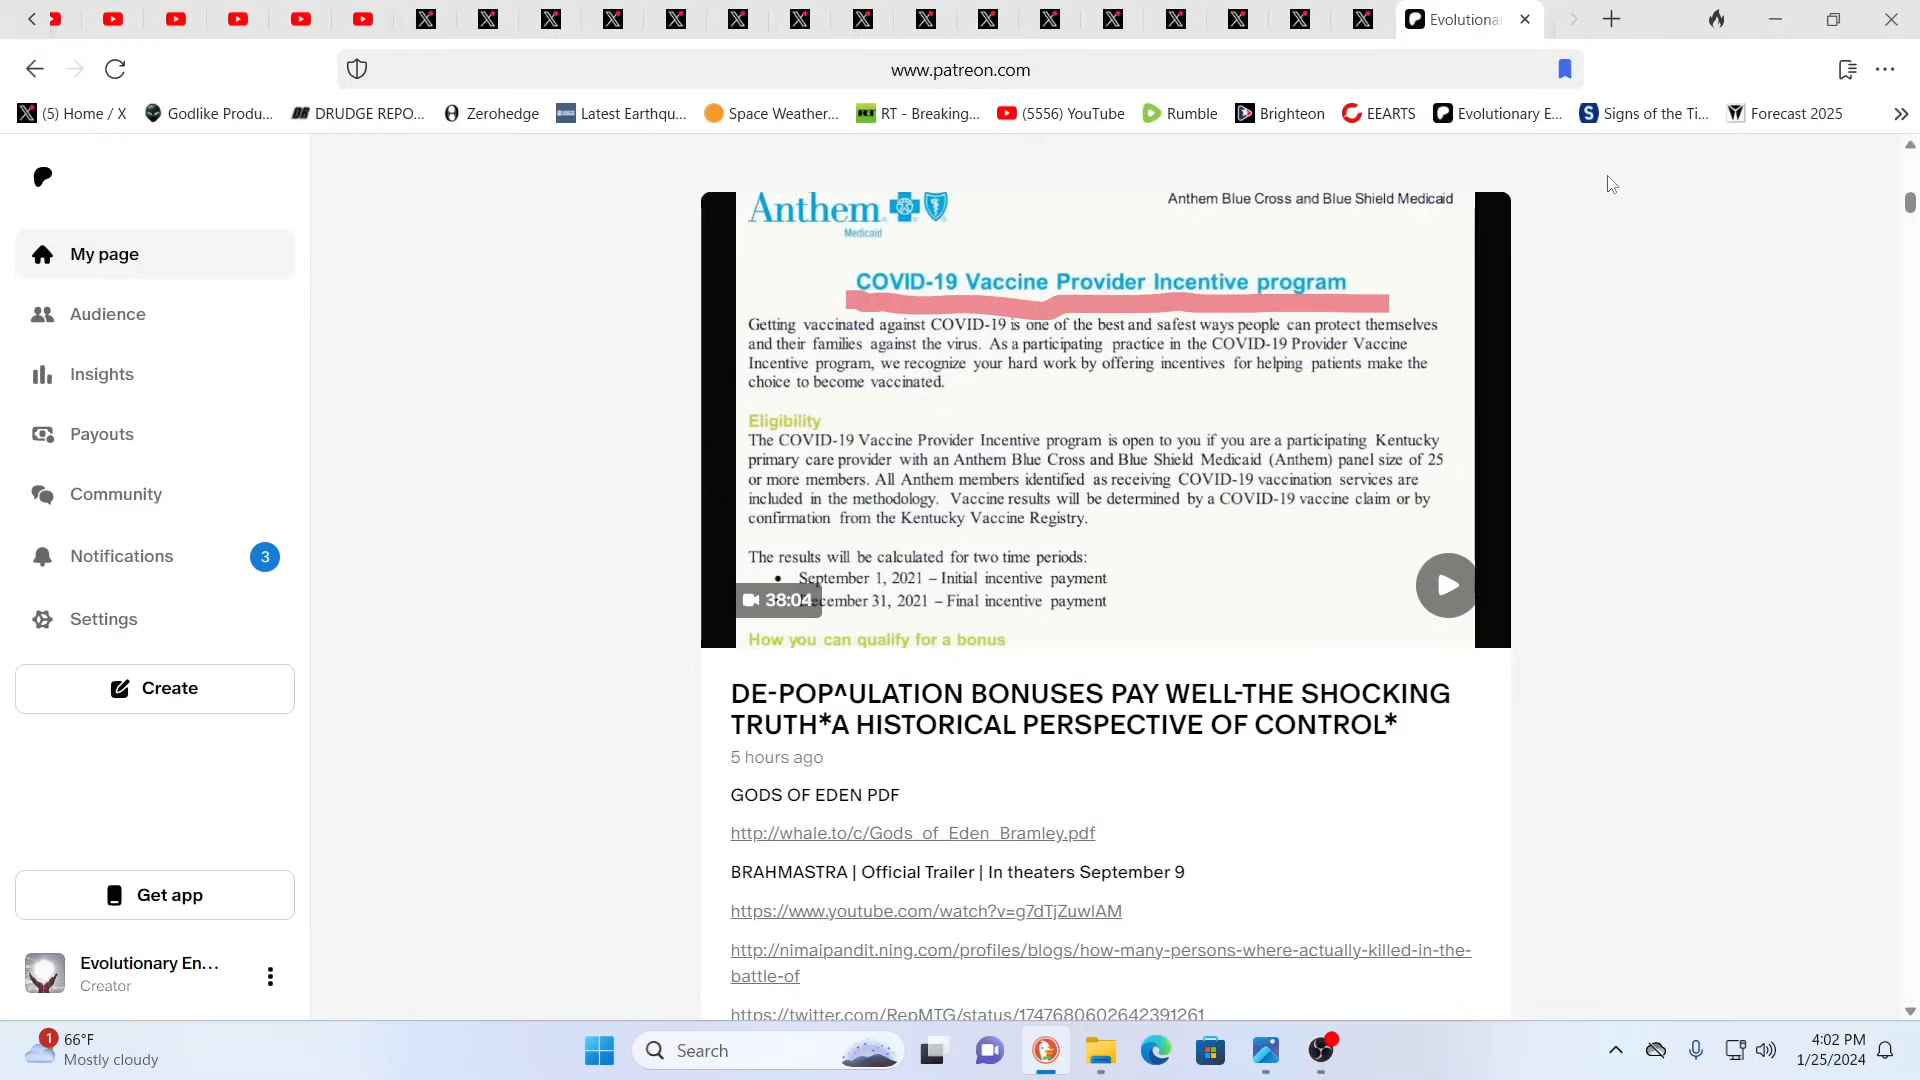 Evolutionar
www.patreon.com
(5) Home / X
Godlike Produ...
DRUDGE REPO...
Zerohedge
Latest Earthqu...
Space Weather...
RT - Breaking...
(5556) YouTube
Rumble
Brighteon
EEARTS
Evolutionary E...
Signs of the Ti...
Forecast 2025
My page
Audience
Insights
Payouts
Community
Notifications
3
Settings
Create
Get app
Evolutionary En...
Creator
Anthem
Medicaid
Anthem Blue Cross and Blue Shield Medicaid
COVID-19 Vaccine Provider Incentive program
Getting vaccinated against COVID-19 is one of the best and safest ways people can protect themselves
and their families against the virus. As a participating practice in the COVID-19 Provider Vaccine
Incentive program, we recognize your hard work by offering incentives for helping patients make the
choice to become vaccinated.
Eligibility
The COVID-19 Vaccine Provider Incentive program is open to you if you are a participating Kentucky
primary care provider with an Anthem Blue Cross and Blue Shield Medicaid (Anthem) panel size of 25
or more members. All Anthem members identified as receiving COVID-19 vaccination services are
included in the methodology. Vaccine results will be determined by a COVID-19 vaccine claim or by
confirmation from the Kentucky Vaccine Registry.
The results will be calculated for two time periods:
• September 1, 2021 – Initial incentive payment
December 31, 2021 – Final incentive payment
38:04
How you can qualify for a bonus
DE-POP^ULATION BONUSES PAY WELL-THE SHOCKING
TRUTH*A HISTORICAL PERSPECTIVE OF CONTROL*
5 hours ago
GODS OF EDEN PDF
http://whale.to/c/Gods_of_Eden_Bramley.pdf
BRAHMASTRA | Official Trailer | In theaters September 9
https://www.youtube.com/watch?v=g7dTjZuwlAM
http://nimaipandit.ning.com/profiles/blogs/how-many-persons-where-actually-killed-in-the-
battle-of
https://twitter.com/RepMTG/status/1747680602642391261
1
66°F
Mostly cloudy
Search
4:02 PM
1/25/2024